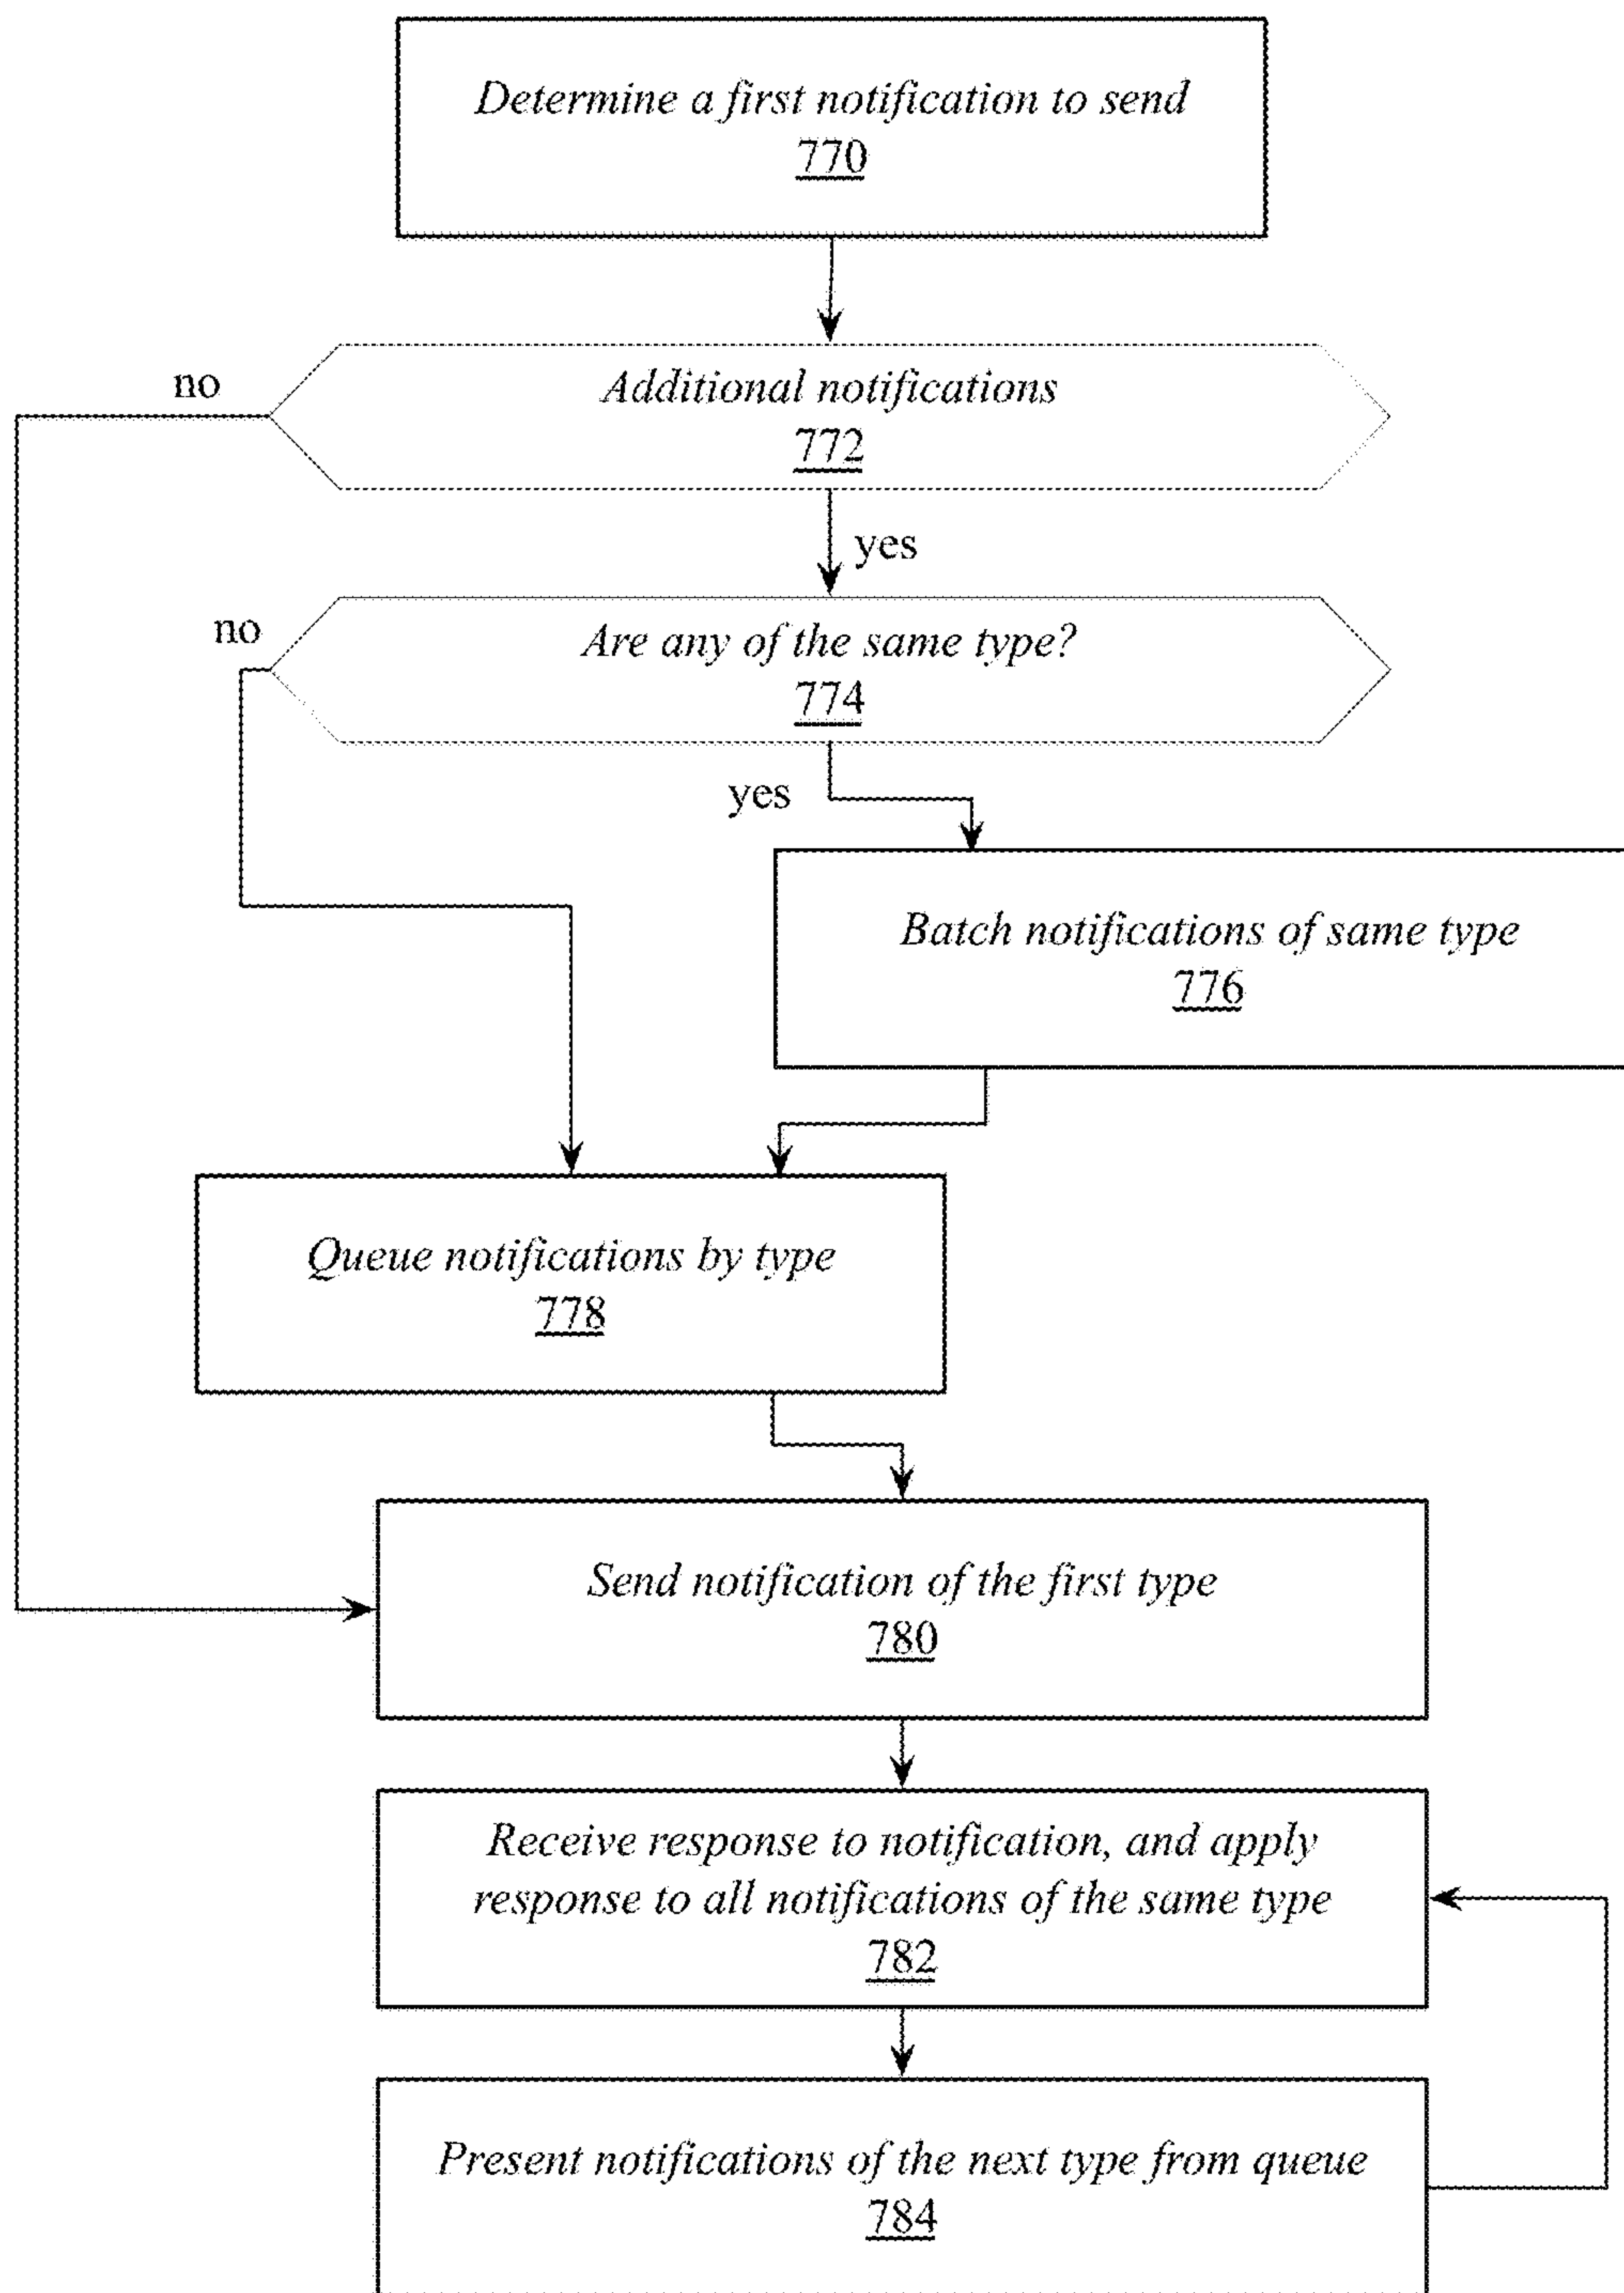 Determine a first notification to send
770
no
Additional notifications
772
yes
no
Are any of the same type?
774
yes
Batch notifications of same type
776
Queue notifications by type
778
Send notification of the first type
780
Receive response to notification, and apply
response to all notifications of the same type
782
Present notifications of the next type from queue
784